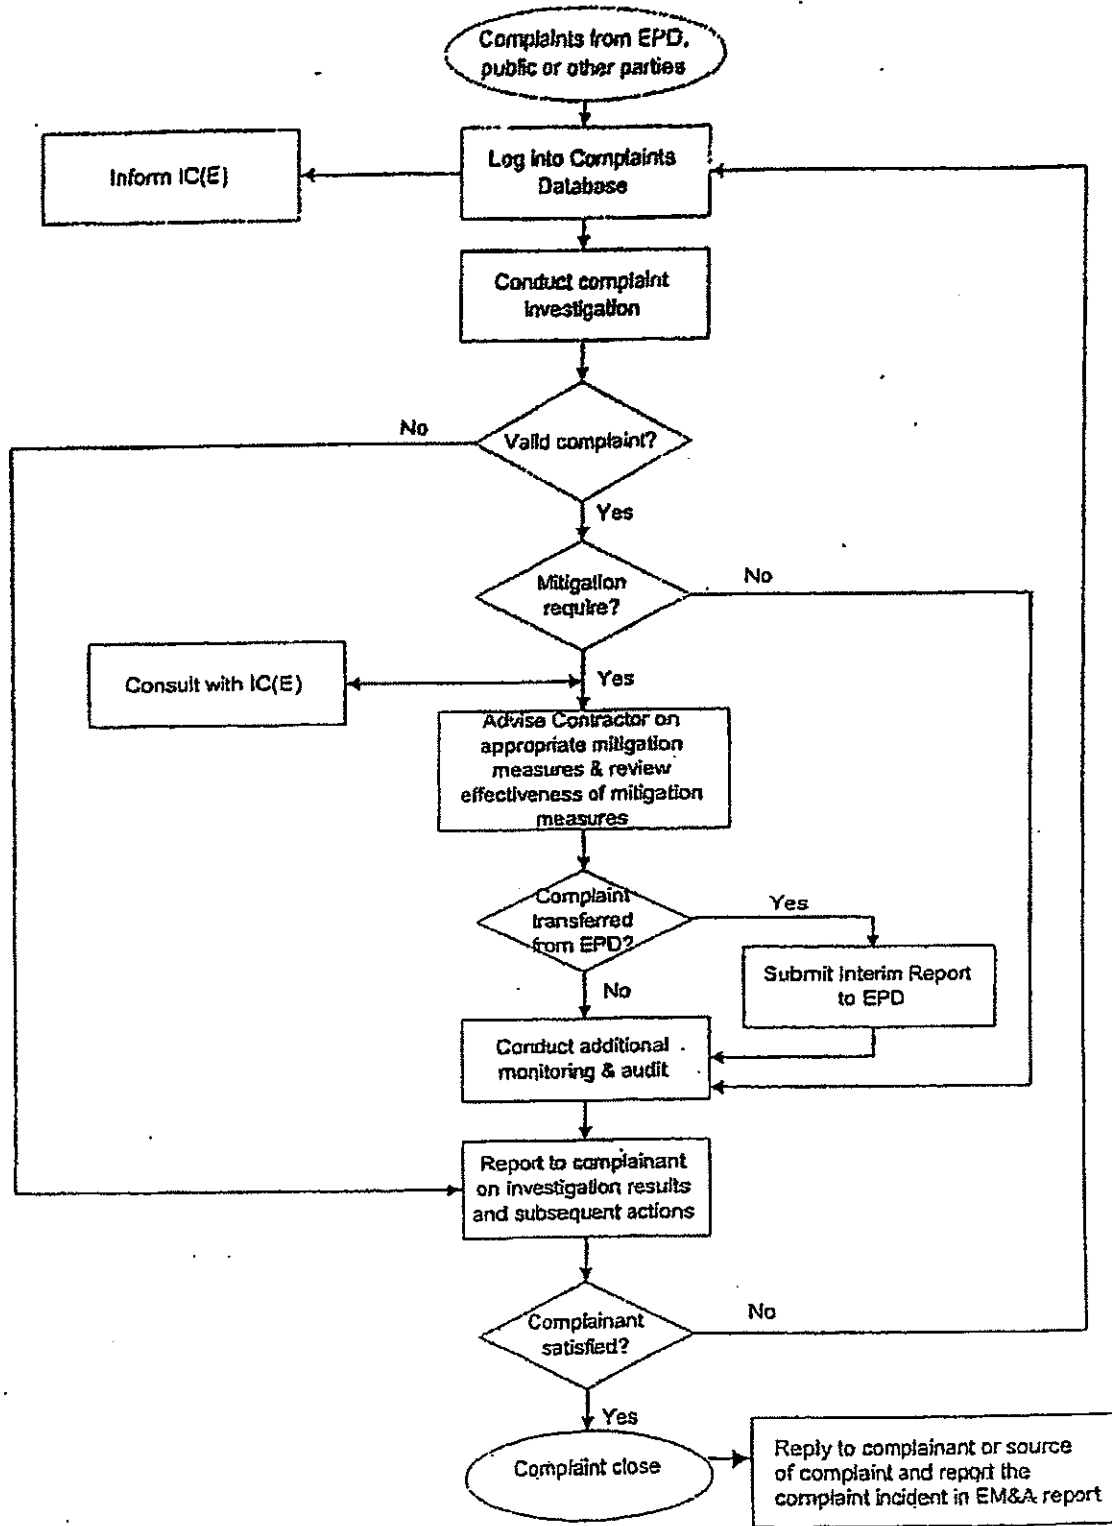 Complaints from EPD,
public or other parties
Inform IC(E)
Log into Complaints
Database
Conduct complaint
investigation
No
Valid complaint?
Yes
Mitigation
require?
No
Consult with IC(E)
Yes
Advise Contractor on
appropriate mitigation
measures & review
effectiveness of mitigation
measures
Complaint
transferred
from EPD?
Yes
Submit Interim Report
to EPD
No
Conduct additional
monitoring & audit
Report to complainant
on investigation results
and subsequent actions
Complainant
satisfied?
No
Yes
Complaint close
Reply to complainant or source
of complaint and report the
complaint incident in EM&A report